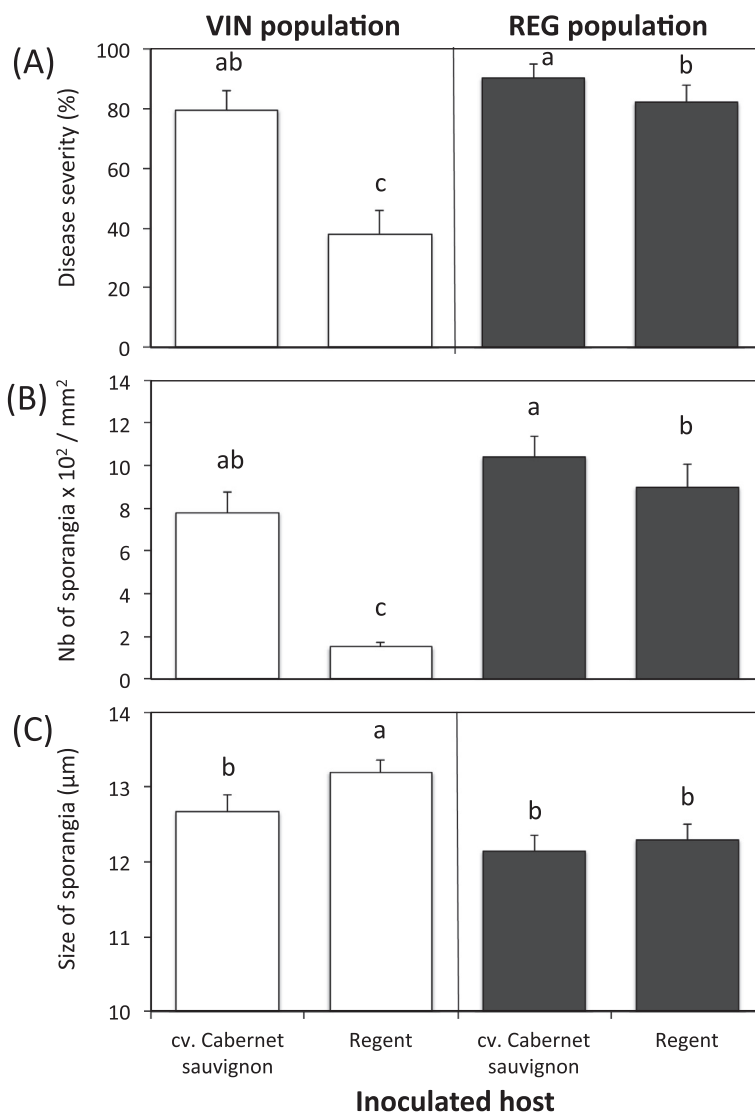 VIN population REG population
(A)
Disease severity (%)
100
80
60
40
20
0
ab
c
a
b
(B)
Nb of sporangia x 10² / mm²
14
12
10
8
6
4
2
0
ab
c
a
b
(C)
Size of sporangia (µm)
14
13
12
11
10
b
a
b
b
cv. Cabernet
sauvignon
Regent
cv. Cabernet
sauvignon
Regent
Inoculated host